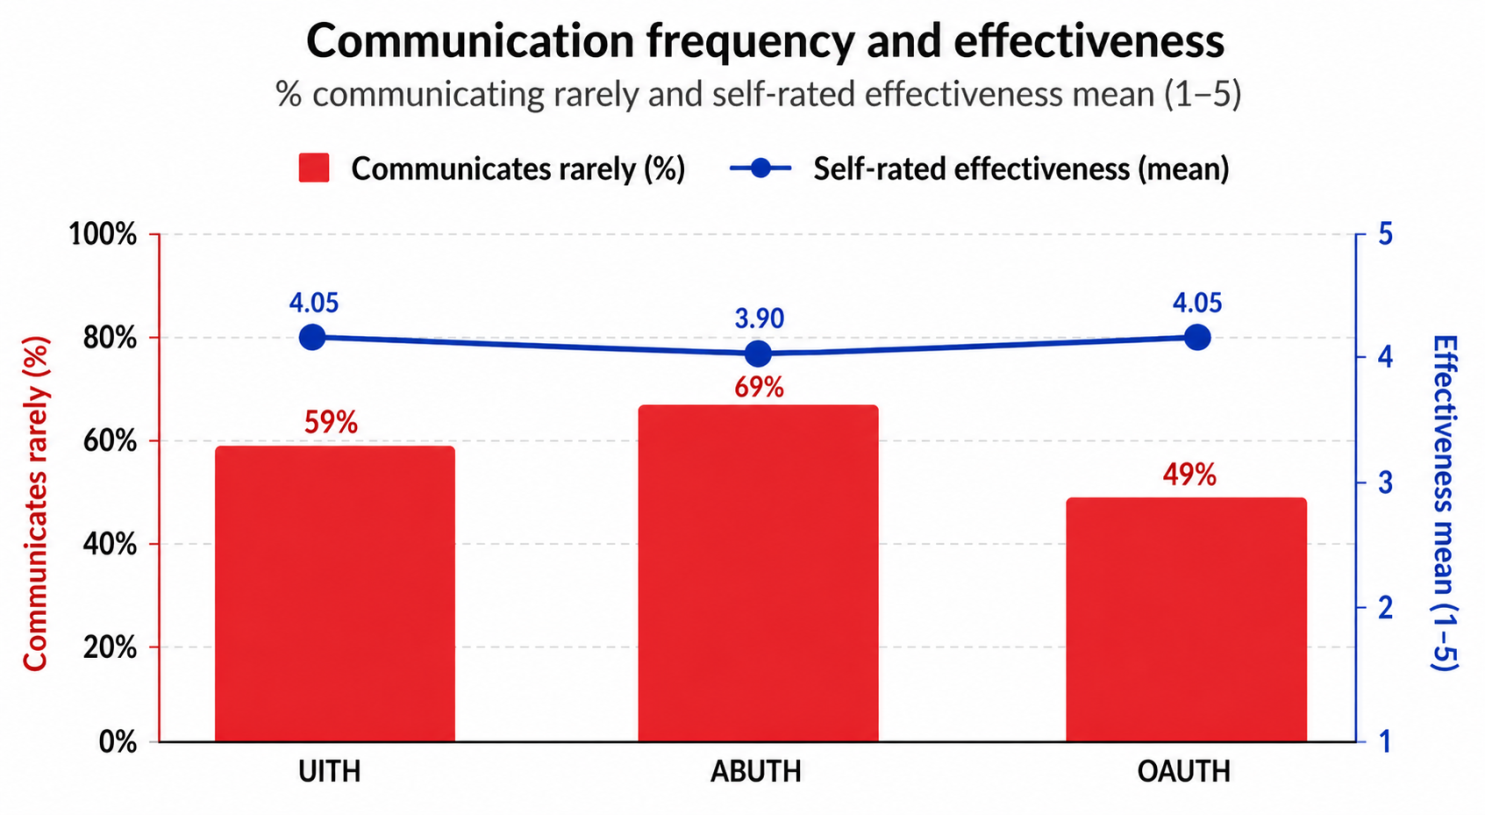 Communication frequency and effectiveness
% communicating rarely and self-rated effectiveness mean (1–5)
Communicates rarely (%)
Self-rated effectiveness (mean)
Communicates rarely (%)
100%
80%
60%
40%
20%
0%
4.05
3.90
4.05
59%
69%
49%
5
4
3
2
1
Effectiveness mean (1–5)
UITH
ABUTH
OAUTH